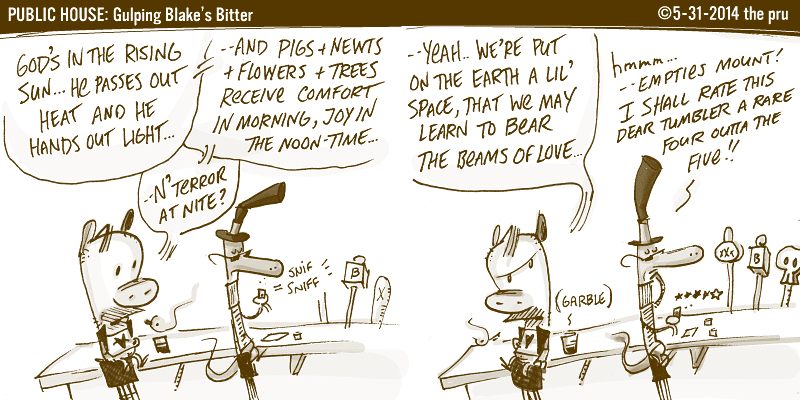 PUBLIC HOUSE: Gulping Blake's Bitter
©5-31-2014 the pru
GOD'S IN THE RISING
SUN... HE PASSES OUT
HEAT AND HE
HANDS OUT LIGHT...
--AND PIGS + NEWTS
+ FLOWERS + TREES
RECEIVE COMFORT
IN MORNING, JOY IN
THE NOON-TIME...
--N' TERROR
AT NITE?
SNIF
SNIFF
B
X
--YEAH.. WE'RE PUT
ON THE EARTH A LIL'
SPACE, THAT WE MAY
LEARN TO BEAR
THE BEAMS OF LOVE...
hmmm...
--EMPTIES MOUNT!
I SHALL RATE THIS
DEAR TUMBLER A RARE
FOUR OUTTA THE
FIVE!!
(GARBLE)
XXX
B